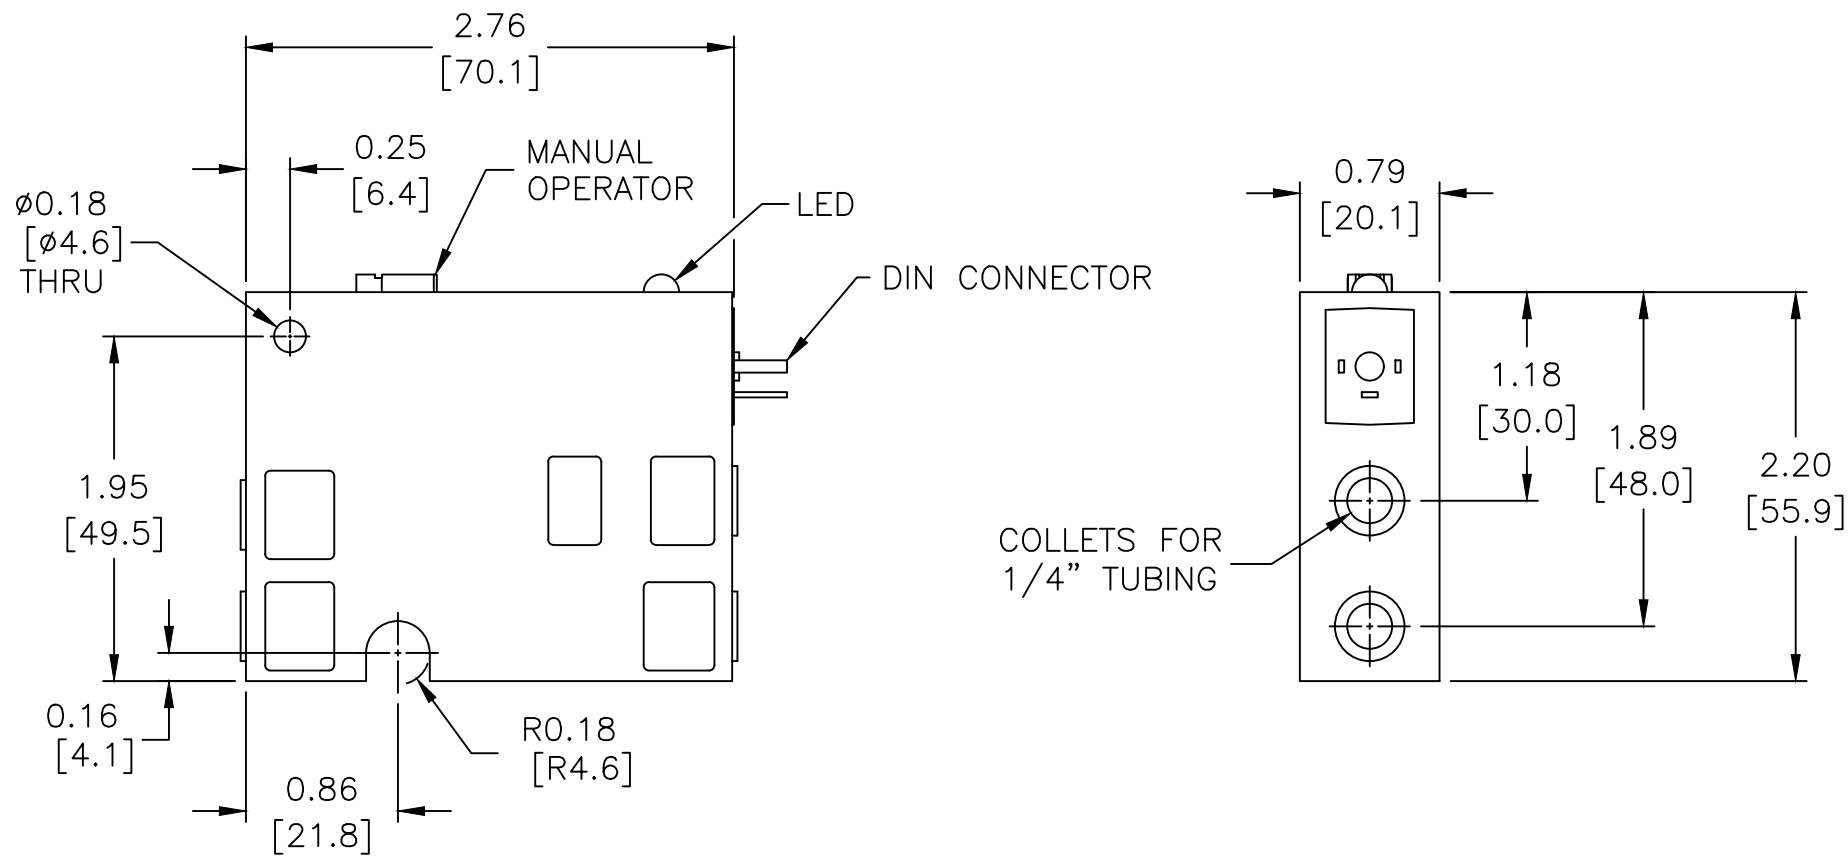 2.76
[70.1]
0.25
[6.4]
MANUAL
OPERATOR
LED
ø0.18
[ø4.6]
THRU
DIN CONNECTOR
1.95
[49.5]
0.16
[4.1]
0.86
[21.8]
R0.18
[R4.6]
0.79
[20.1]
1.18
[30.0]
1.89
[48.0]
2.20
[55.9]
COLLETS FOR
1/4” TUBING